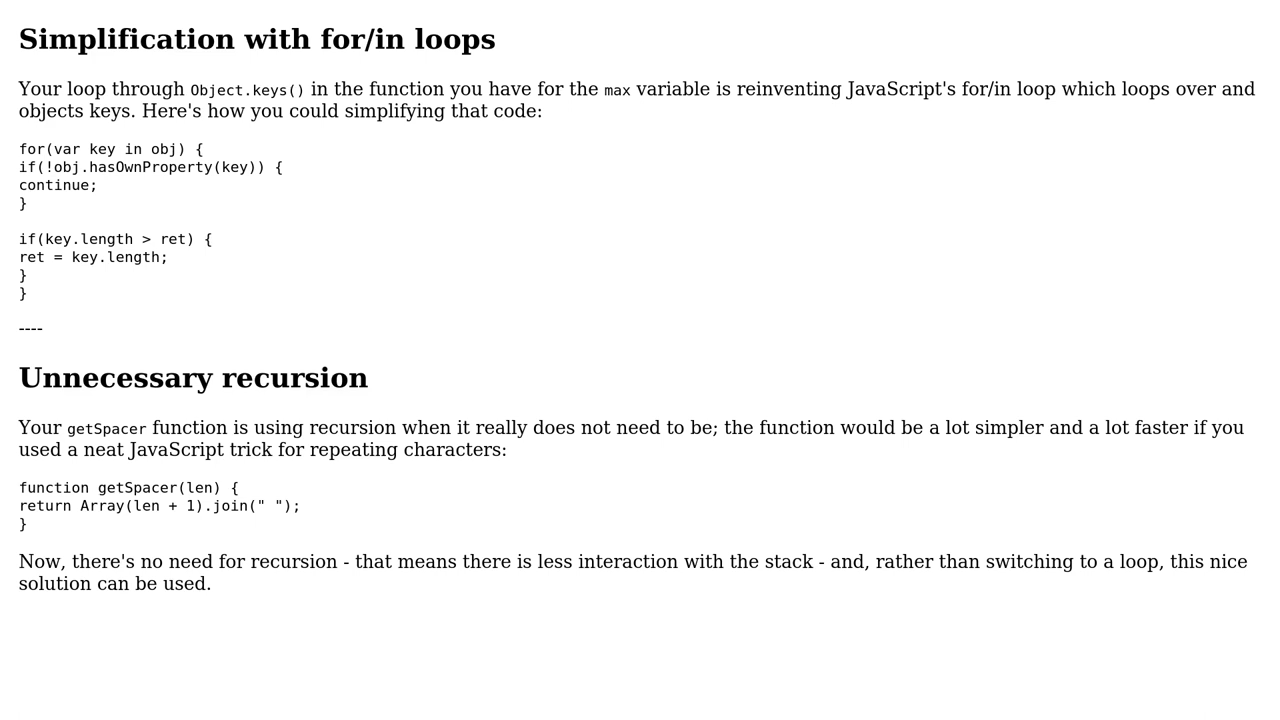 Simplification with for/in loops
Your loop through Object.keys() in the function you have for the max variable is reinventing JavaScript's for/in loop which loops over and
objects keys. Here's how you could simplifying that code:
for(var key in obj) {
if(!obj.hasOwnProperty(key)) {
continue;
}
if(key.length > ret) {
ret = key.length;
}
}
----
Unnecessary recursion
Your getSpacer function is using recursion when it really does not need to be; the function would be a lot simpler and a lot faster if you
used a neat JavaScript trick for repeating characters:
function getSpacer(len) {
return Array(len + 1).join(" ");
}
Now, there's no need for recursion - that means there is less interaction with the stack - and, rather than switching to a loop, this nice
solution can be used.